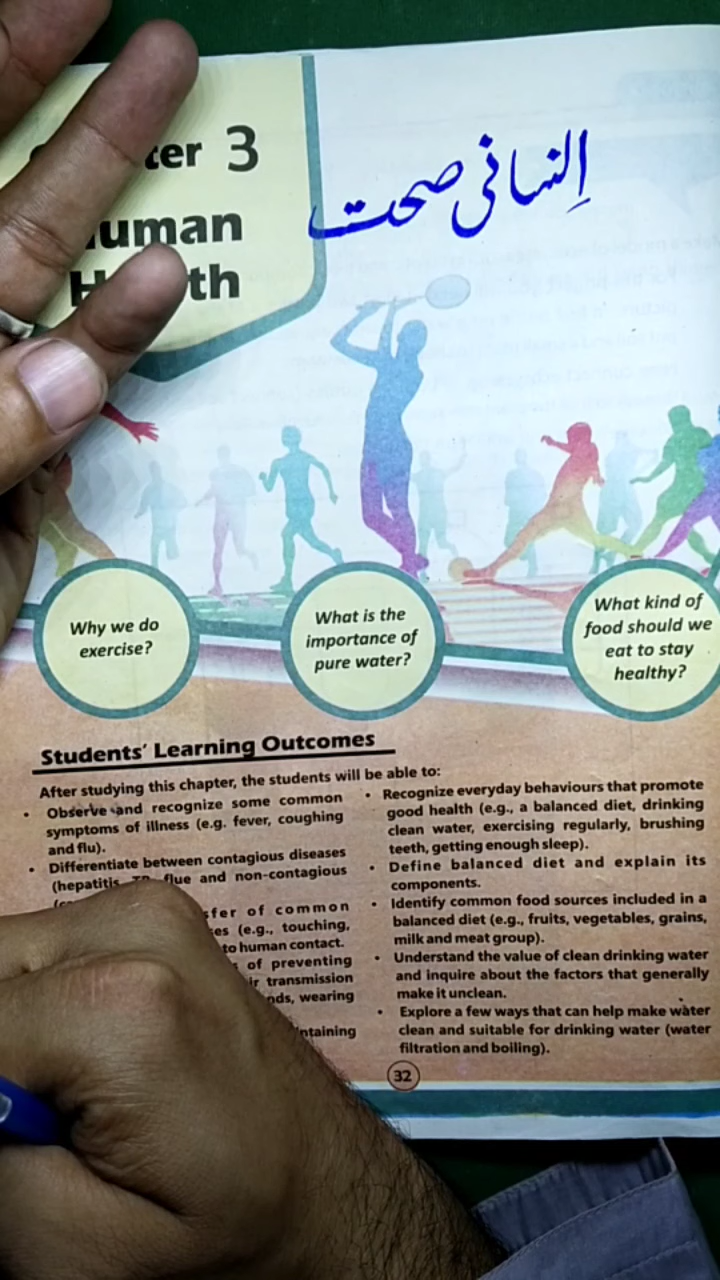 3
انسانی صحت
Why we do
exercise?
What is the
importance of
pure water?
What kind of
food should we
eat to stay
healthy?
Students' Learning Outcomes
After studying this chapter, the students will be able to:
• Observe and recognize some common
symptoms of illness (e.g. fever, coughing
and flu).
• Differentiate between contagious diseases
(hepatitis, flue and non-contagious
of common
(e.g., touching,
to human contact.
of preventing
transmission
wearing
• Recognize everyday behaviours that promote
good health (e.g., a balanced diet, drinking
clean water, exercising regularly, brushing
teeth, getting enough sleep).
• Define balanced diet and explain its
components.
• Identify common food sources included in a
balanced diet (e.g., fruits, vegetables, grains,
milk and meat group).
• Understand the value of clean drinking water
and inquire about the factors that generally
make it unclean.
• Explore a few ways that can help make water
clean and suitable for drinking water (water
filtration and boiling).
32